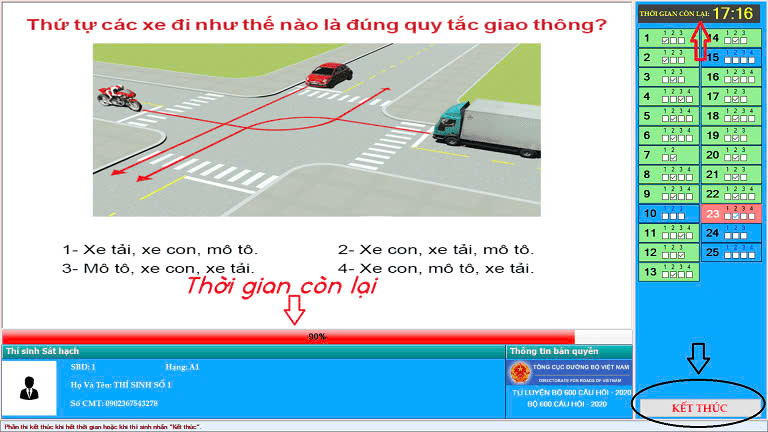 Thứ tự các xe đi như thế nào là đúng quy tắc giao thông?
1- Xe tải, xe con, mô tô.
2- Xe con, xe tải, mô tô.
3- Mô tô, xe con, xe tải.
4- Xe con, mô tô, xe tải.
Thời gian còn lại
90%
Thí sinh Sát hạch
SBD: 1 Hạng: A1
Họ Và Tên: THÍ SINH SỐ 1
Số CMT: 0902367543278
Thông tin bản quyền
TỔNG CỤC ĐƯỜNG BỘ VIỆT NAM
DIRECTORATE FOR ROADS OF VIETNAM
TỰ LUYỆN BỘ 600 CÂU HỎI - 2020
BỘ 600 CÂU HỎI - 2020
Phần thi kết thúc khi hết thời gian hoặc khi thí sinh nhấn "Kết thúc".
THỜI GIAN CÒN LẠI: 17:16
1 1 2 3
2 1 2 3
3 1 2 3
4 1 2 3 4
5 1 2 3 4
6 1 2 3 4
7 1 2
8 1 2 3 4
9 1 2 3 4
10 1 2 3
11 1 2 3 4
12 1 2 3
13 1 2 3 4
14 1 2 3
15 1 2 3 4
16 1 2 3 4
17 1 2 3
18 1 2 3 4
19 1 2 3
20 1 2 3
21 1 2 3
22 1 2 3 4
23 1 2 3 4
24 1 2 3
25 1 2 3 4
KẾT THÚC